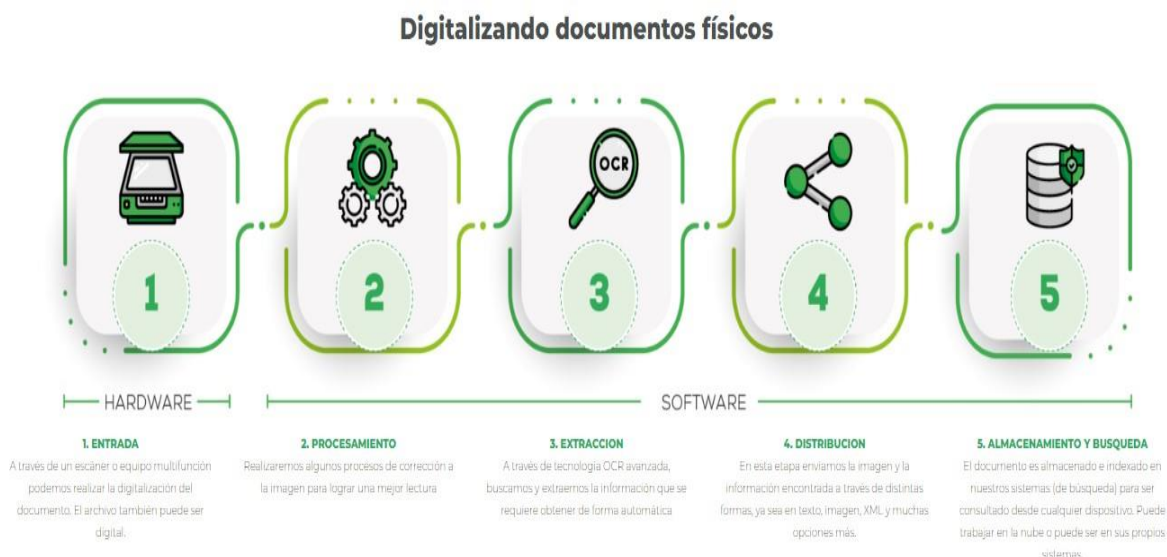 Digitalizando documentos físicos
OCR
1
2
3
4
5
HARDWARE
SOFTWARE
1. ENTRADA
A través de un escáner o equipo multifunción
podemos realizar la digitalización del
documento. El archivo también puede ser
digital.
2. PROCESAMIENTO
Realizaremos algunos procesos de corrección a
la imagen para lograr una mejor lectura
3. EXTRACCION
A través de tecnología OCR avanzada,
buscamos y extraemos la información que se
requiere obtener de forma automática
4. DISTRIBUCION
En esta etapa enviamos la imagen y la
información encontrada a través de distintas
formas, ya sea en texto, imagen, XML y muchas
opciones más.
5. ALMACENAMIENTO Y BUSQUEDA
El documento es almacenado e indexado en
nuestros sistemas (de búsqueda) para ser
consultado desde cualquier dispositivo. Puede
trabajar en la nube o puede ser en sus propios
sistemas